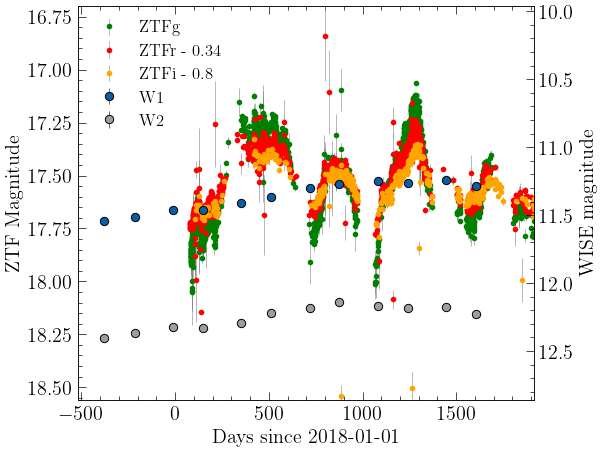 ZTFg
ZTFr - 0.34
ZTFi - 0.8
W1
W2
16.75
17.00
17.25
17.50
17.75
18.00
18.25
18.50
10.0
10.5
11.0
11.5
12.0
12.5
−500
0
500
1000
1500
ZTF Magnitude
WISE magnitude
Days since 2018-01-01